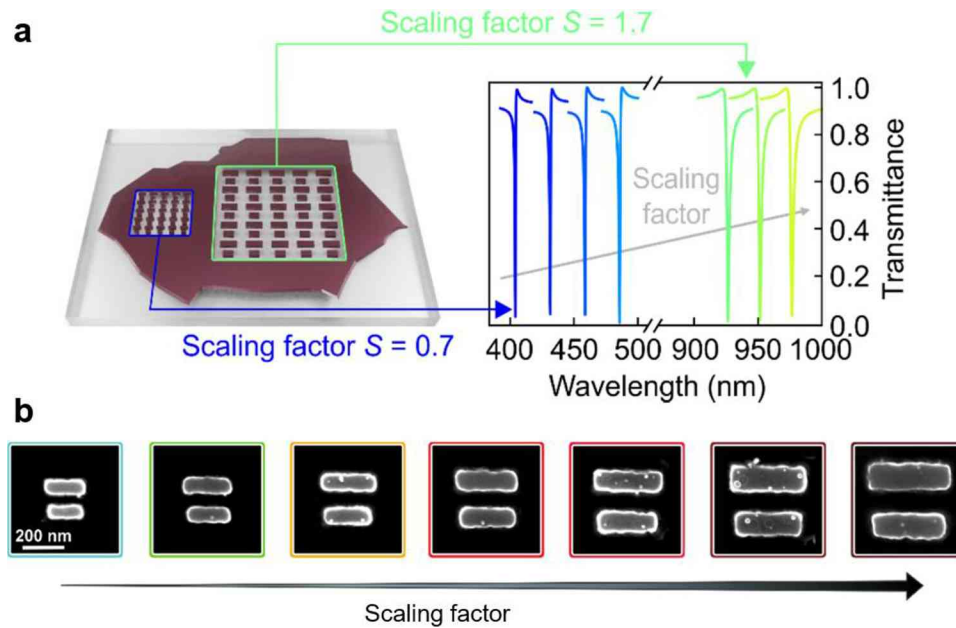 a
Scaling factor S = 1.7
Scaling
factor
1.0
0.8
0.6
0.4
0.2
0.0
Transmittance
400 450 500 900 950 1000
Wavelength (nm)
Scaling factor S = 0.7
b
200 nm
Scaling factor